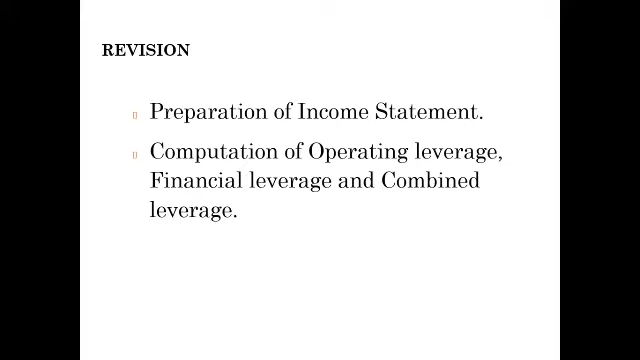 REVISION
Preparation of Income Statement.
Computation of Operating leverage,
Financial leverage and Combined
leverage.